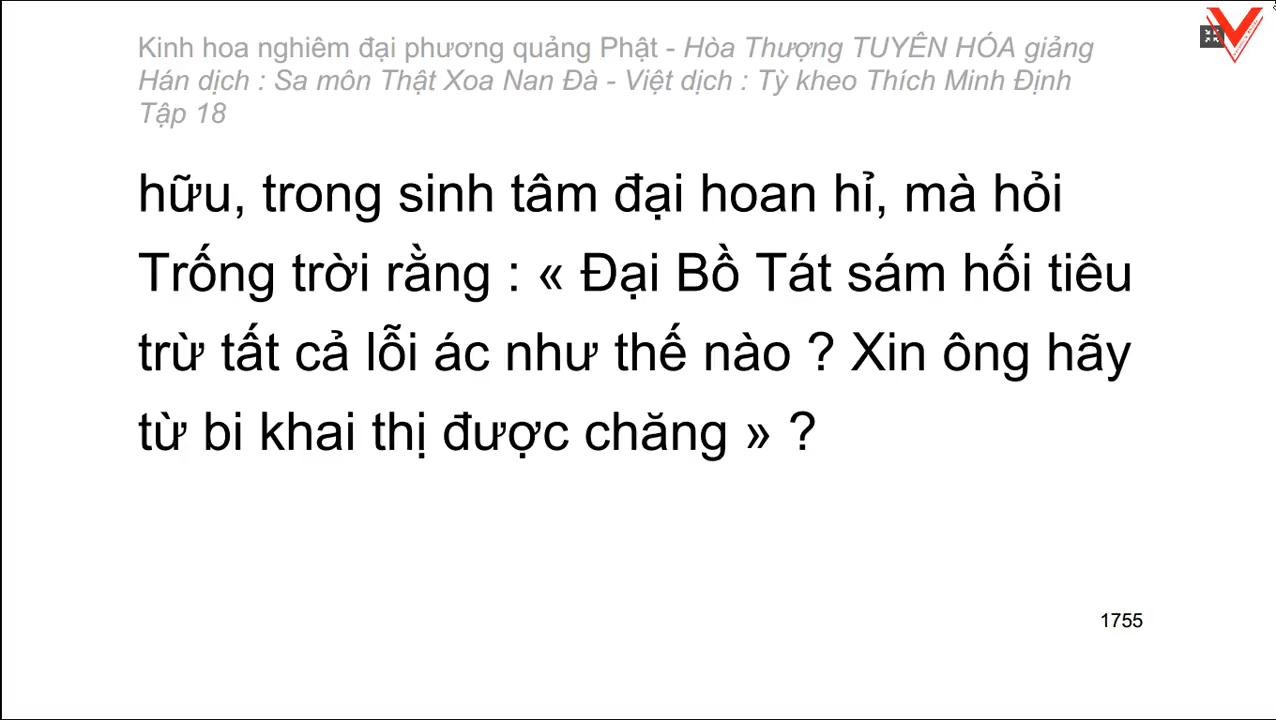 Kinh hoa nghiêm đại phương quảng Phật - Hòa Thượng TUYÊN HÓA giảng
Hán dịch : Sa môn Thật Xoa Nan Đà - Việt dịch : Tỳ kheo Thích Minh Định
Tập 18
hữu, trong sinh tâm đại hoan hỉ, mà hỏi
Trống trời rằng : « Đại Bồ Tát sám hối tiêu
trừ tất cả lỗi ác như thế nào ? Xin ông hãy
từ bi khai thị được chăng » ?
1755